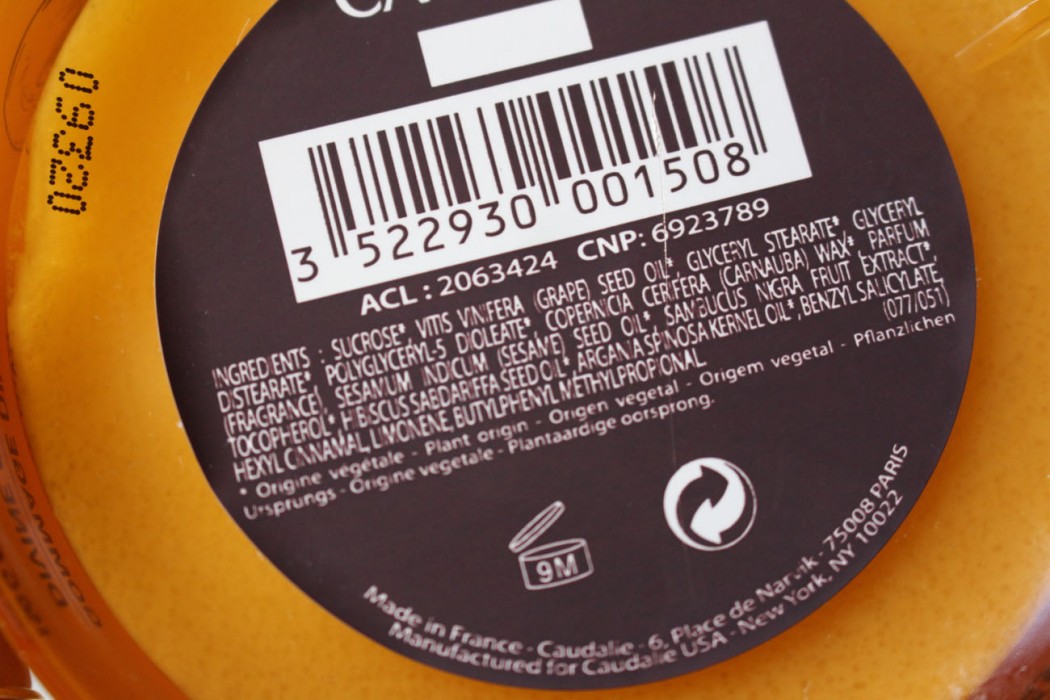 3 522930 001508
ACL : 2063424 CNP: 6923789
INGREDIENTS : SUCROSE*, VITIS VINIFERA (GRAPE) SEED OIL*, GLYCERYL STEARATE*, GLYCERYL
DISTEARATE*, POLYGLYCERYL-5 DIOLEATE*, COPERNICIA CERIFERA (CARNAUBA) WAX*, PARFUM
(FRAGRANCE), SESAMUM INDICUM (SESAME) SEED OIL*, SAMBUCUS NIGRA FRUIT EXTRACT*,
TOCOPHEROL*, HIBISCUS SABDARIFFA SEED OIL*, ARGANIA SPINOSA KERNEL OIL*, BENZYL SALICYLATE,
HEXYL CINNAMAL, LIMONENE, BUTYLPHENYL METHYLPROPIONAL (077/051)
* Origine végétale - Plant origin - Origen vegetal - Origem vegetal - Pflanzlichen
Ursprungs - Origine vegetale - Plantaardige oorsprong.
9M
Made in France - Caudalie - 6, Place de Narvik - 75008 PARIS
Manufactured for Caudalie USA - New York, NY 10022
09320
GOMMAGE
DIVINE